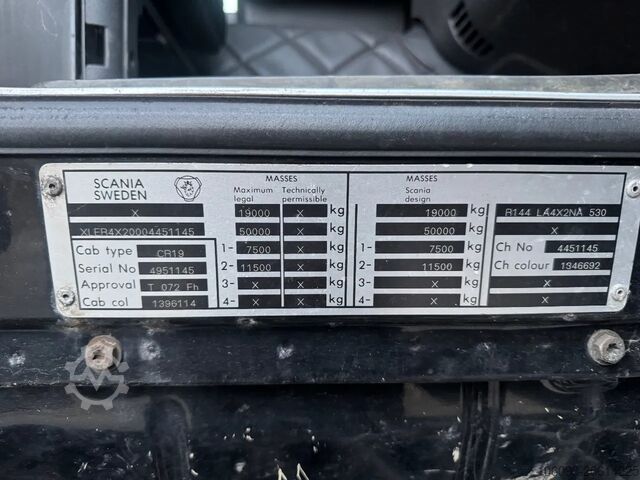 SCANIA
SWEDEN
X
XLER4X20004451145
Cab type CR19
Serial No 4951145
Approval T 072 Fh
Cab col 1396114
MASSES
Maximum legal Technically permissible
19000 X kg
50000 X kg
1- 7500 X kg
2- 11500 X kg
3- X X kg
4- X X kg
MASSES
Scania design
19000 kg
50000 kg
1- 7500 kg
2- 11500 kg
3- X kg
4- X kg
R144 LA4X2NA 530
X
Ch No 4451145
Ch colour 1346692
X
X